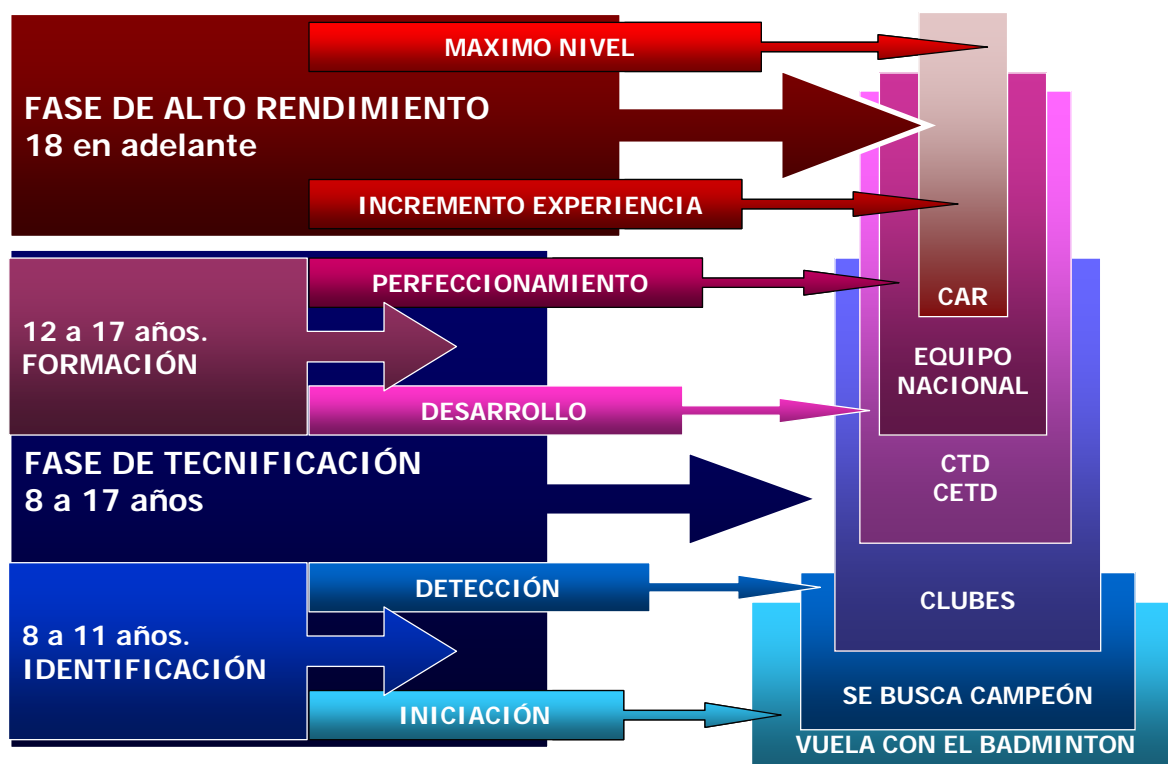 MAXIMO NIVEL
FASE DE ALTO RENDIMIENTO
18 en adelante
INCREMENTO EXPERIENCIA
PERFECCIONAMIENTO
12 a 17 años.
FORMACIÓN
DESARROLLO
FASE DE TECNIFICACIÓN
8 a 17 años
DETECCIÓN
8 a 11 años.
IDENTIFICACIÓN
INICIACIÓN
CAR
EQUIPO
NACIONAL
CTD
CETD
CLUBES
SE BUSCA CAMPEÓN
VUELA CON EL BADMINTON